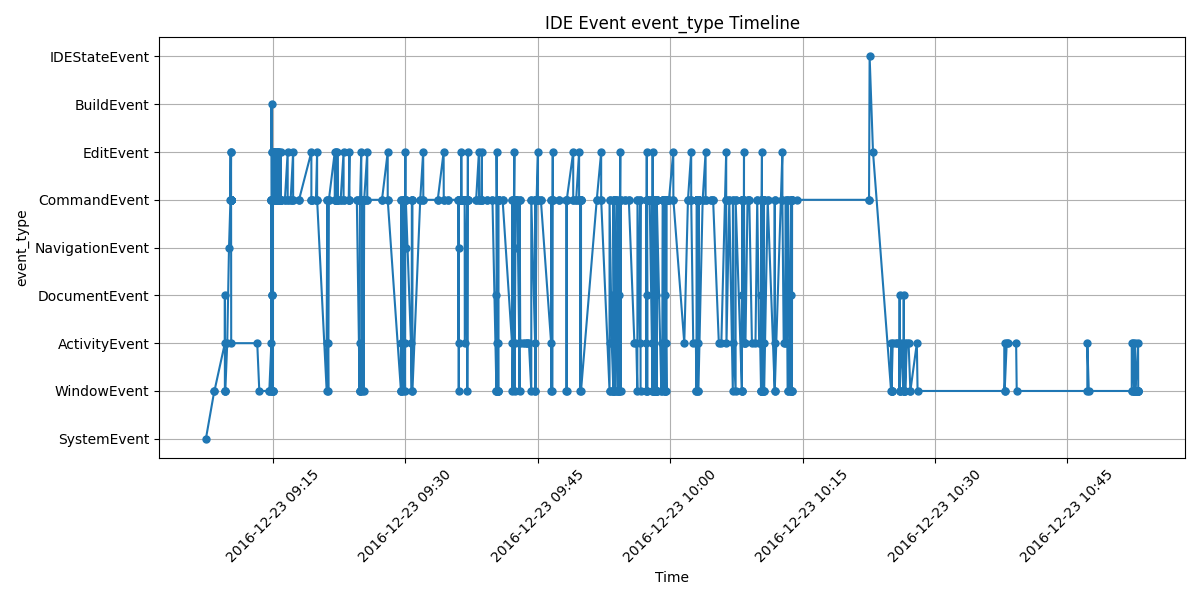 IDE Event event_type Timeline
IDEStateEvent
BuildEvent
EditEvent
CommandEvent
NavigationEvent
DocumentEvent
ActivityEvent
WindowEvent
SystemEvent
event_type
2016-12-23 09:15
2016-12-23 09:30
2016-12-23 09:45
2016-12-23 10:00
2016-12-23 10:15
2016-12-23 10:30
2016-12-23 10:45
Time